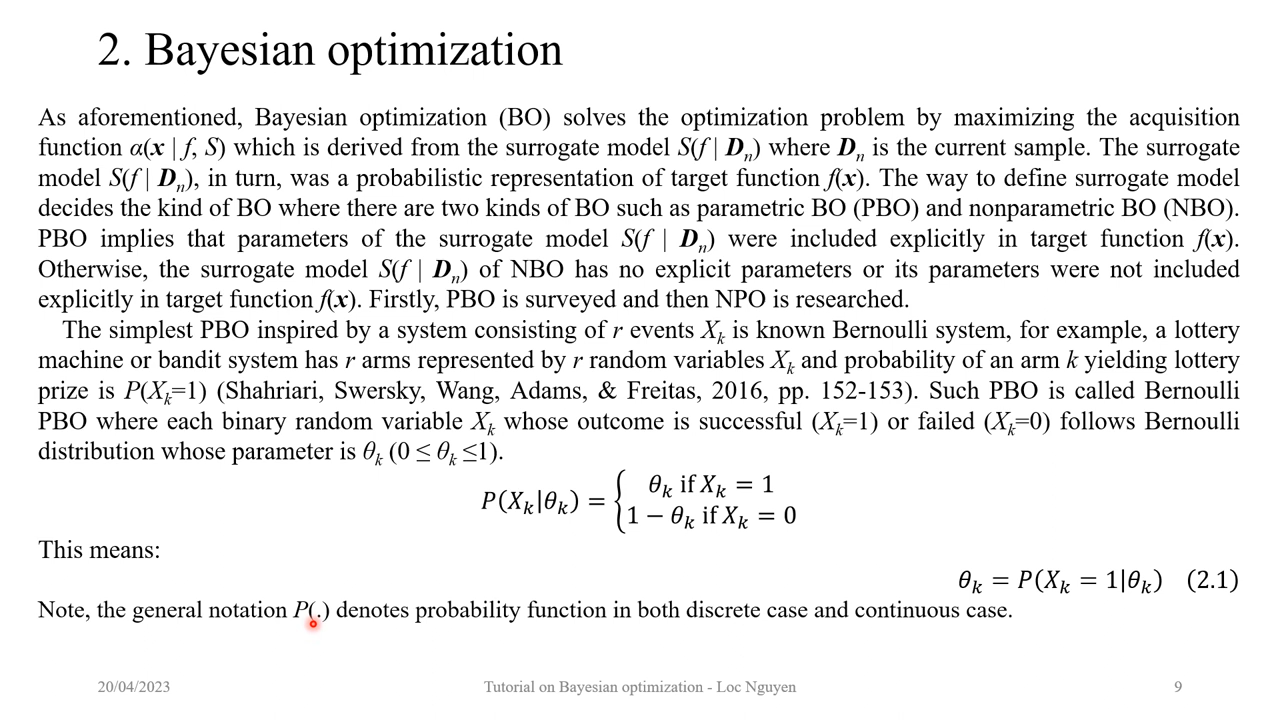 2. Bayesian optimization
As aforementioned, Bayesian optimization (BO) solves the optimization problem by maximizing the acquisition
function α(x | f, S) which is derived from the surrogate model S(f | Dₙ) where Dₙ is the current sample. The surrogate
model S(f | Dₙ), in turn, was a probabilistic representation of target function f(x). The way to define surrogate model
decides the kind of BO where there are two kinds of BO such as parametric BO (PBO) and nonparametric BO (NBO).
PBO implies that parameters of the surrogate model S(f | Dₙ) were included explicitly in target function f(x).
Otherwise, the surrogate model S(f | Dₙ) of NBO has no explicit parameters or its parameters were not included
explicitly in target function f(x). Firstly, PBO is surveyed and then NPO is researched.
The simplest PBO inspired by a system consisting of r events Xₖ is known Bernoulli system, for example, a lottery
machine or bandit system has r arms represented by r random variables Xₖ and probability of an arm k yielding lottery
prize is P(Xₖ=1) (Shahriari, Swersky, Wang, Adams, & Freitas, 2016, pp. 152-153). Such PBO is called Bernoulli
PBO where each binary random variable Xₖ whose outcome is successful (Xₖ=1) or failed (Xₖ=0) follows Bernoulli
distribution whose parameter is θₖ (0 ≤ θₖ ≤1).
P(Xₖ|θₖ) = { θₖ if Xₖ = 1
1 − θₖ if Xₖ = 0
This means:
θₖ = P(Xₖ = 1|θₖ) (2.1)
Note, the general notation P(.) denotes probability function in both discrete case and continuous case.
20/04/2023 Tutorial on Bayesian optimization - Loc Nguyen 9